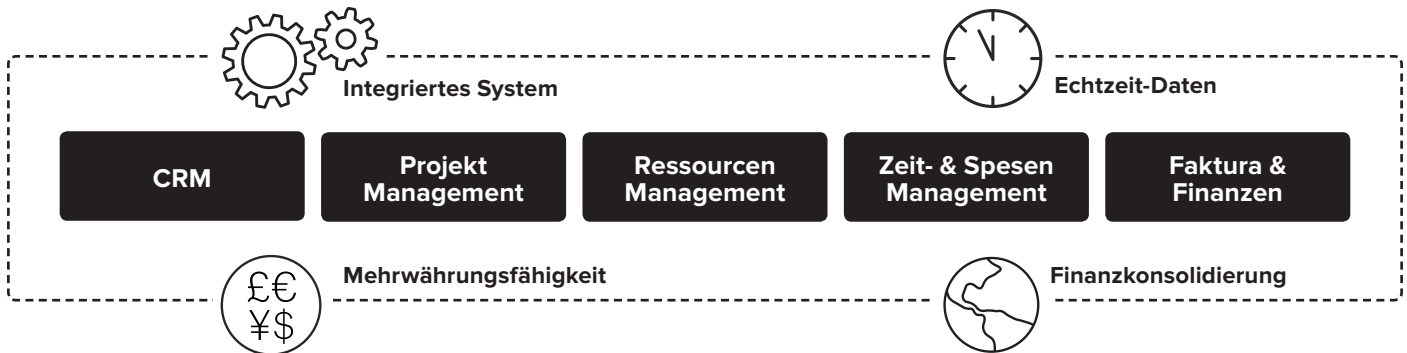 Integriertes System
Echtzeit-Daten
CRM
Projekt
Management
Ressourcen
Management
Zeit- & Spesen
Management
Faktura &
Finanzen
£€
¥$
Mehrwährungsfähigkeit
Finanzkonsolidierung